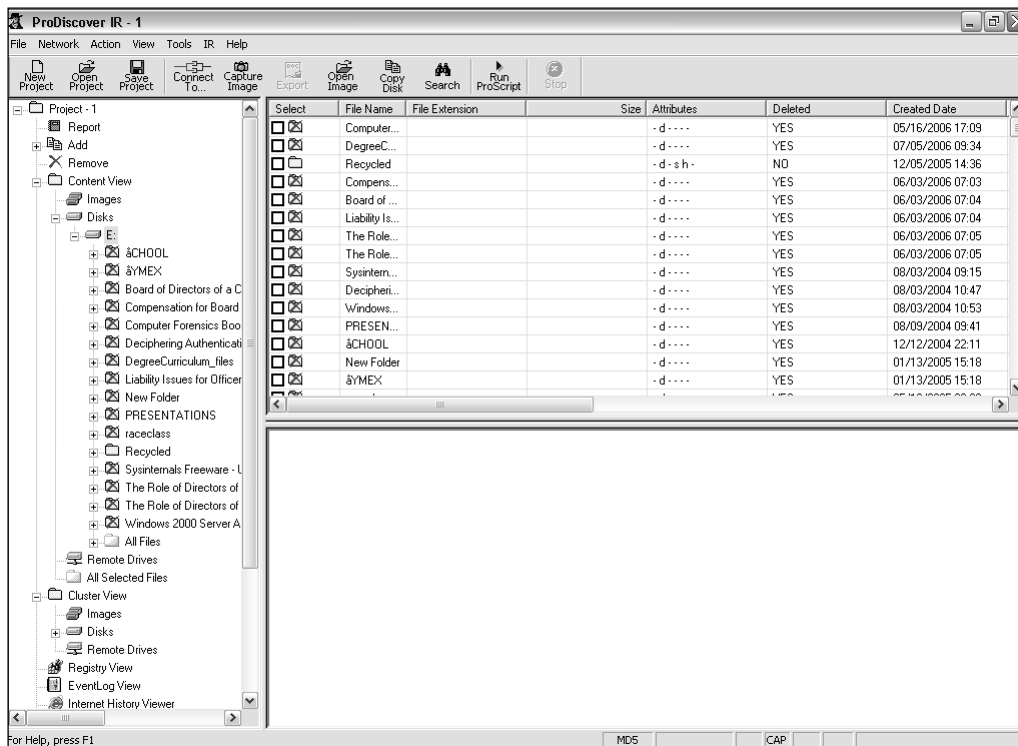 ProDiscover IR - 1
File Network Action View Tools IR Help
New Project Open Project Save Project Connect To... Capture Image Export Open Image Copy Disk Search Run ProScript Stop
Project - 1
Report
Add
Remove
Content View
Images
Disks
E:
åCHOOL
åYMEX
Board of Directors of a C
Compensation for Board
Computer Forensics Boo
Deciphering Authenticati
DegreeCurriculum_files
Liability Issues for Officer
New Folder
PRESENTATIONS
raceclass
Recycled
Sysinternals Freeware - U
The Role of Directors of
The Role of Directors of
Windows 2000 Server A
All Files
Remote Drives
All Selected Files
Cluster View
Images
Disks
Remote Drives
Registry View
EventLog View
Internet History Viewer
Select File Name File Extension Size Attributes Deleted Created Date
Computer... - d - - - - YES 05/16/2006 17:09
DegreeC... - d - - - - YES 07/05/2006 09:34
Recycled - d - s h - NO 12/05/2005 14:36
Compens... - d - - - - YES 06/03/2006 07:03
Board of ... - d - - - - YES 06/03/2006 07:04
Liability Is... - d - - - - YES 06/03/2006 07:04
The Role... - d - - - - YES 06/03/2006 07:05
The Role... - d - - - - YES 06/03/2006 07:05
Sysintern... - d - - - - YES 08/03/2004 09:15
Decipheri... - d - - - - YES 08/03/2004 10:47
Windows... - d - - - - YES 08/03/2004 10:53
PRESEN... - d - - - - YES 08/09/2004 09:41
åCHOOL - d - - - - YES 12/12/2004 22:11
New Folder - d - - - - YES 01/13/2005 15:18
åYMEX - d - - - - YES 01/13/2005 15:18
For Help, press F1 MD5 CAP